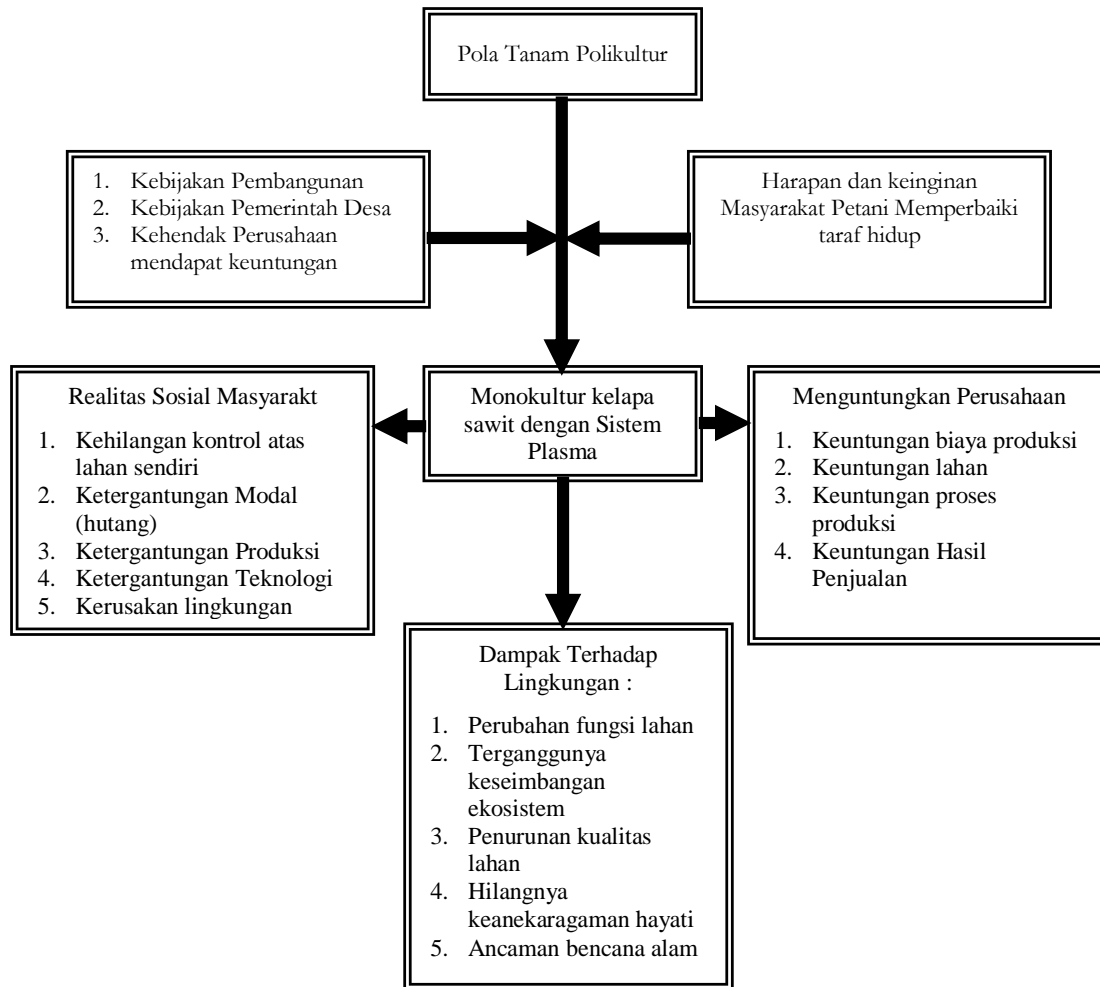 Pola Tanam Polikultur
1. Kebijakan Pembangunan
2. Kebijakan Pemerintah Desa
3. Kehendak Perusahaan
mendapat keuntungan
Harapan dan keinginan
Masyarakat Petani Memperbaiki
taraf hidup
Realitas Sosial Masyarakt
1. Kehilangan kontrol atas
lahan sendiri
2. Ketergantungan Modal
(hutang)
3. Ketergantungan Produksi
4. Ketergantungan Teknologi
5. Kerusakan lingkungan
Monokultur kelapa
sawit dengan Sistem
Plasma
Menguntungkan Perusahaan
1. Keuntungan biaya produksi
2. Keuntungan lahan
3. Keuntungan proses
produksi
4. Keuntungan Hasil
Penjualan
Dampak Terhadap
Lingkungan :
1. Perubahan fungsi lahan
2. Terganggunya
keseimbangan
ekosistem
3. Penurunan kualitas
lahan
4. Hilangnya
keanekaragaman hayati
5. Ancaman bencana alam